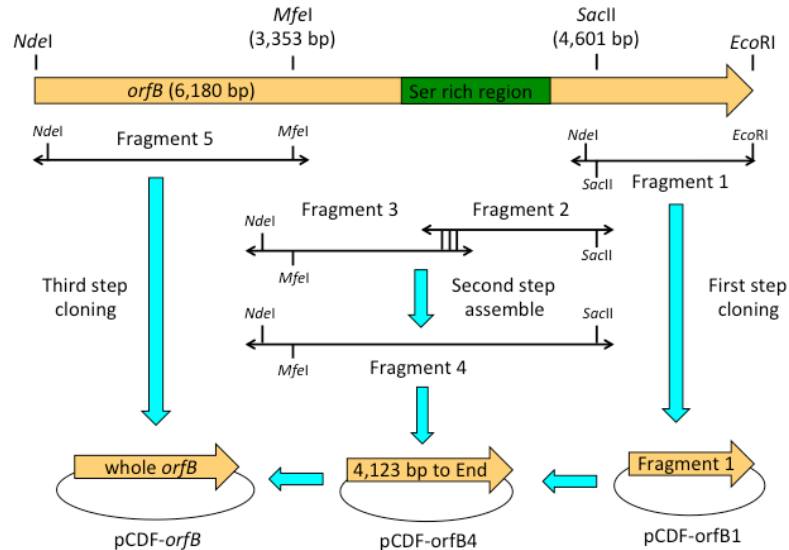 MfeI
SacII
NdeI
(3,353 bp)
(4,601 bp)
EcoRI
orfB (6,180 bp)
Ser rich region
NdeI
Fragment 5
MfeI
NdeI
EcoRI
SacII
Fragment 1
Fragment 3
Fragment 2
NdeI
MfeI
SacII
Third step
cloning
Second step
assemble
First step
cloning
NdeI
SacII
MfeI
Fragment 4
whole orfB
4,123 bp to End
Fragment 1
pCDF-orfB
pCDF-orfB4
pCDF-orfB1